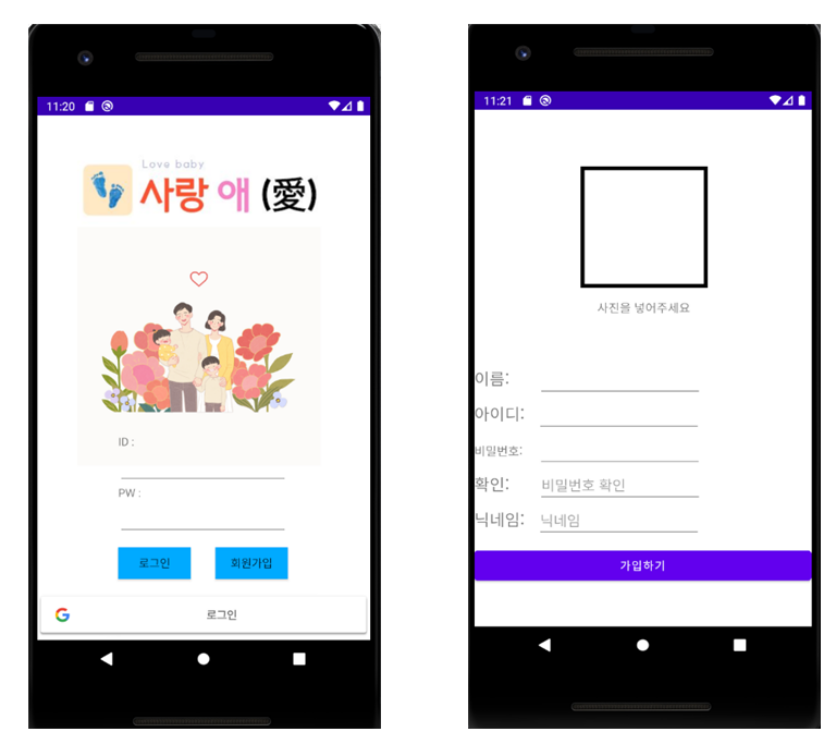 11:20
Love baby
사랑 애 (愛)
ID :
PW :
로그인 회원가입
로그인
11:21
사진을 넣어주세요
이름:
아이디:
비밀번호:
확인: 비밀번호 확인
닉네임: 닉네임
가입하기